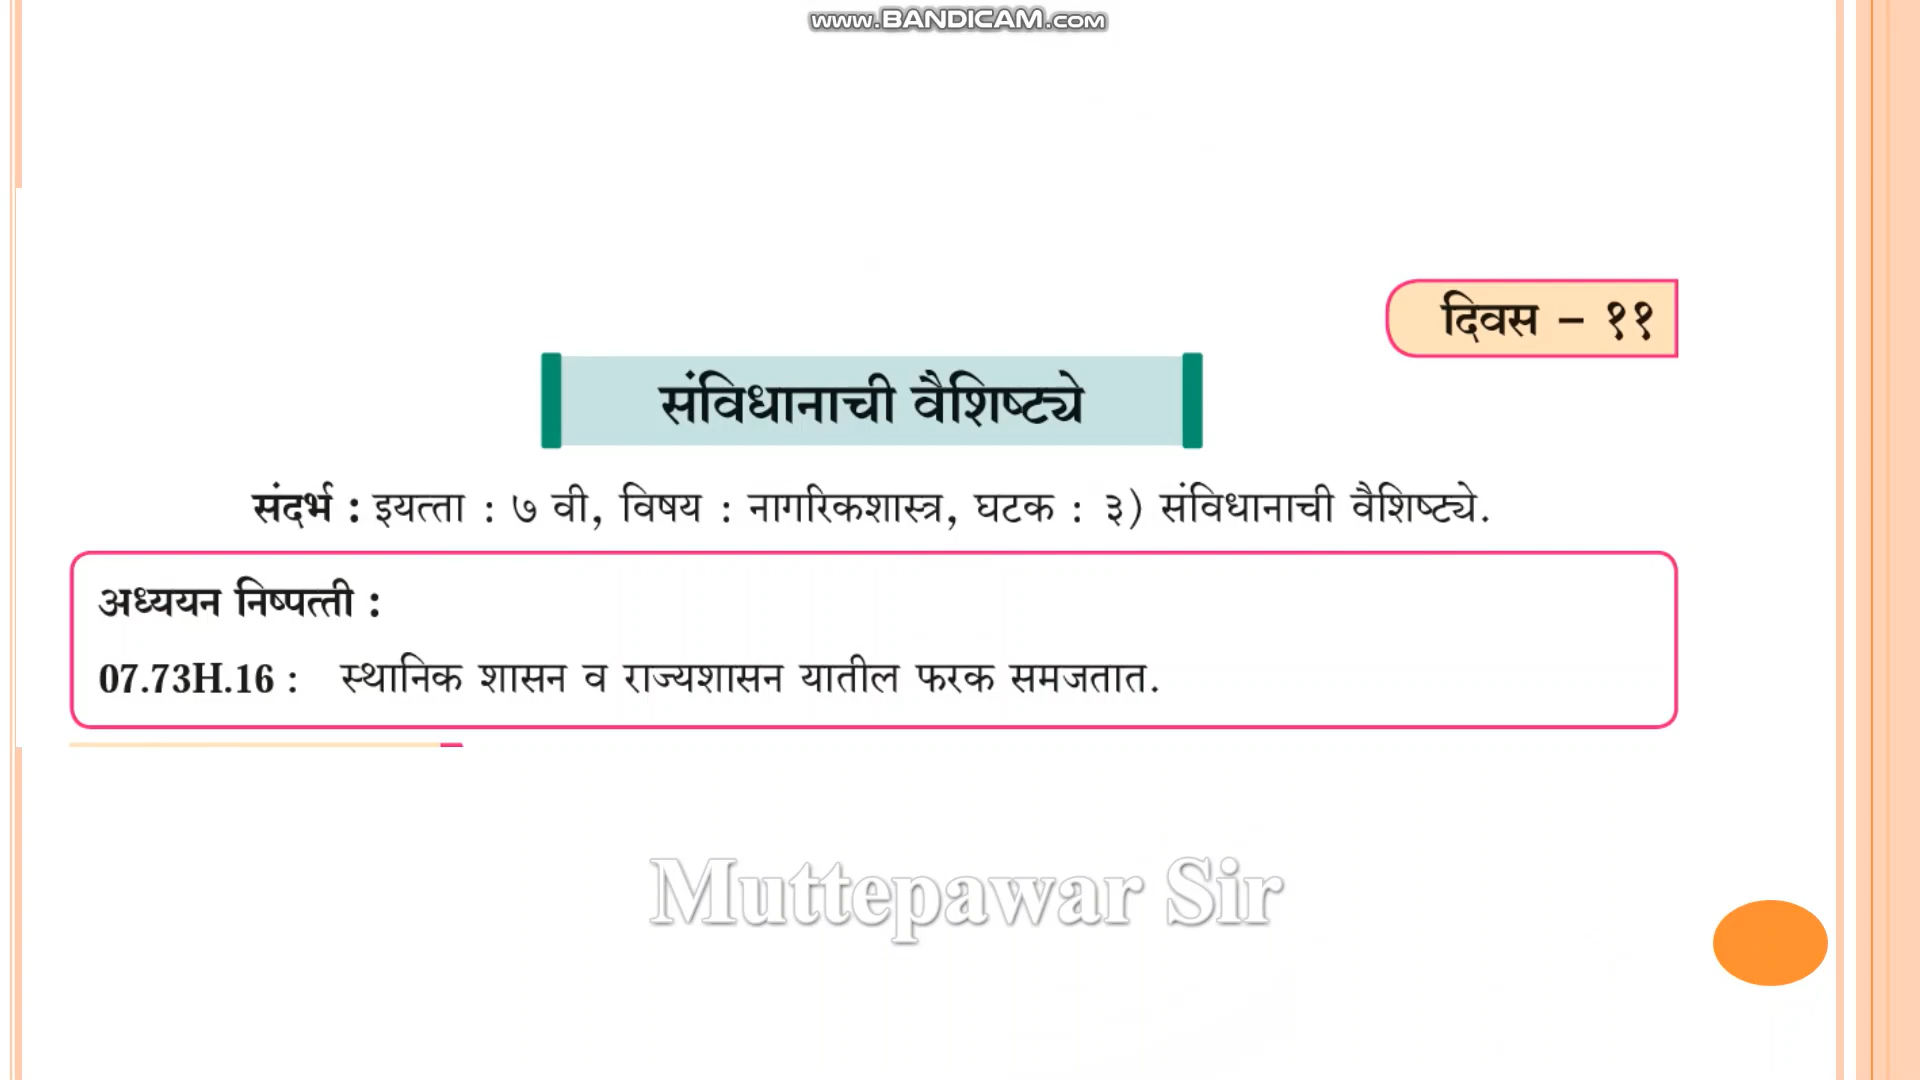 www.BANDICAM.com
दिवस – ११
संविधानाची वैशिष्ट्ये
संदर्भ : इयत्ता : ७ वी, विषय : नागरिकशास्त्र, घटक : ३) संविधानाची वैशिष्ट्ये.
अध्ययन निष्पत्ती :
07.73H.16 : स्थानिक शासन व राज्यशासन यातील फरक समजतात.
Muttepawar Sir